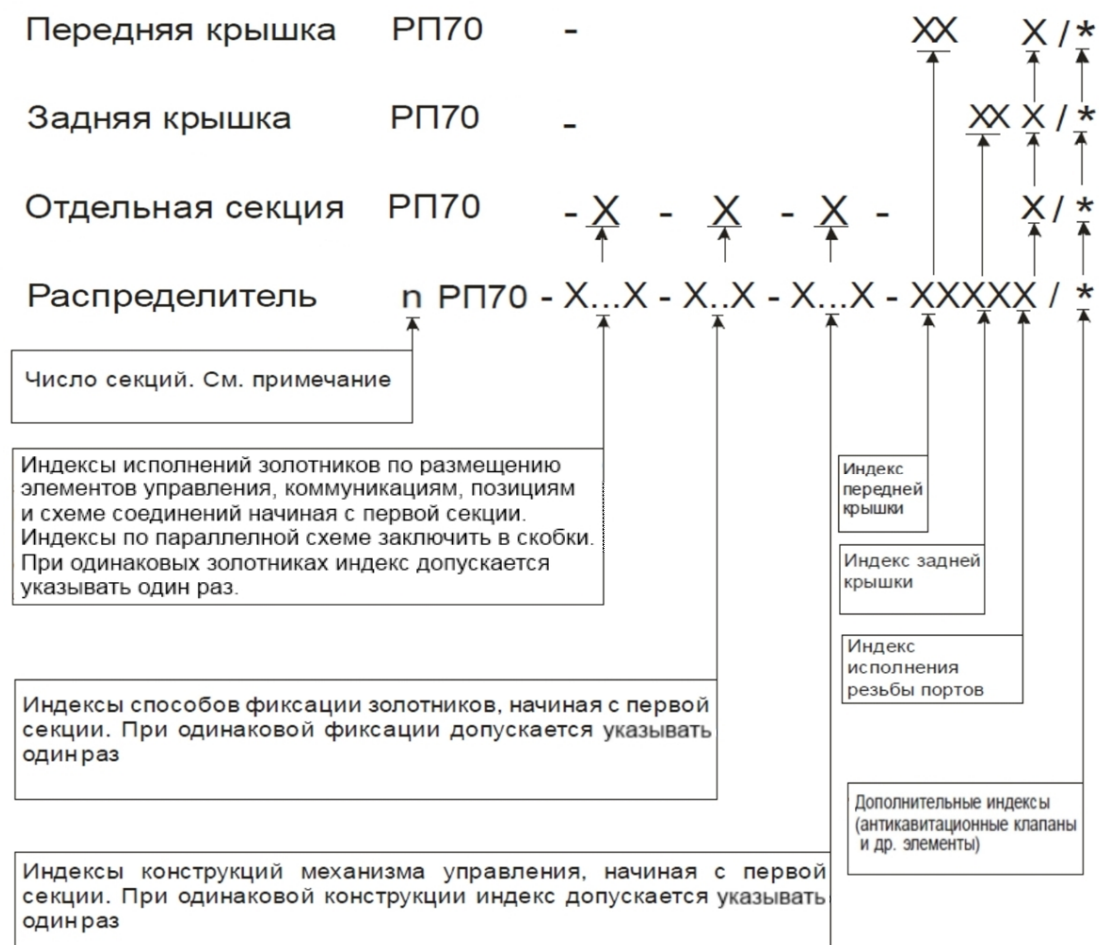 Передняя крышка РП70 - XX X / *
Задняя крышка РП70 - XX X / *
Отдельная секция РП70 - X - X - X - X / *
Распределитель n РП70 - X...X - X..X - X...X - XXXXX / *
Число секций. См. примечание
Индексы исполнений золотников по размещению
элементов управления, коммуникациям, позициям
и схеме соединений начиная с первой секции.
Индексы по параллелной схеме заключить в скобки.
При одинаковых золотниках индекс допускается
указывать один раз.
Индекс
передней
крышки
Индекс задней
крышки
Индекс
исполнения
резьбы портов
Индексы способов фиксации золотников, начиная с первой
секции. При одинаковой фиксации допускается указывать
один раз
Дополнительные индексы
(антикавитационные клапаны
и др. элементы)
Индексы конструкций механизма управления, начиная с первой
секции. При одинаковой конструкции индекс допускается указывать
один раз